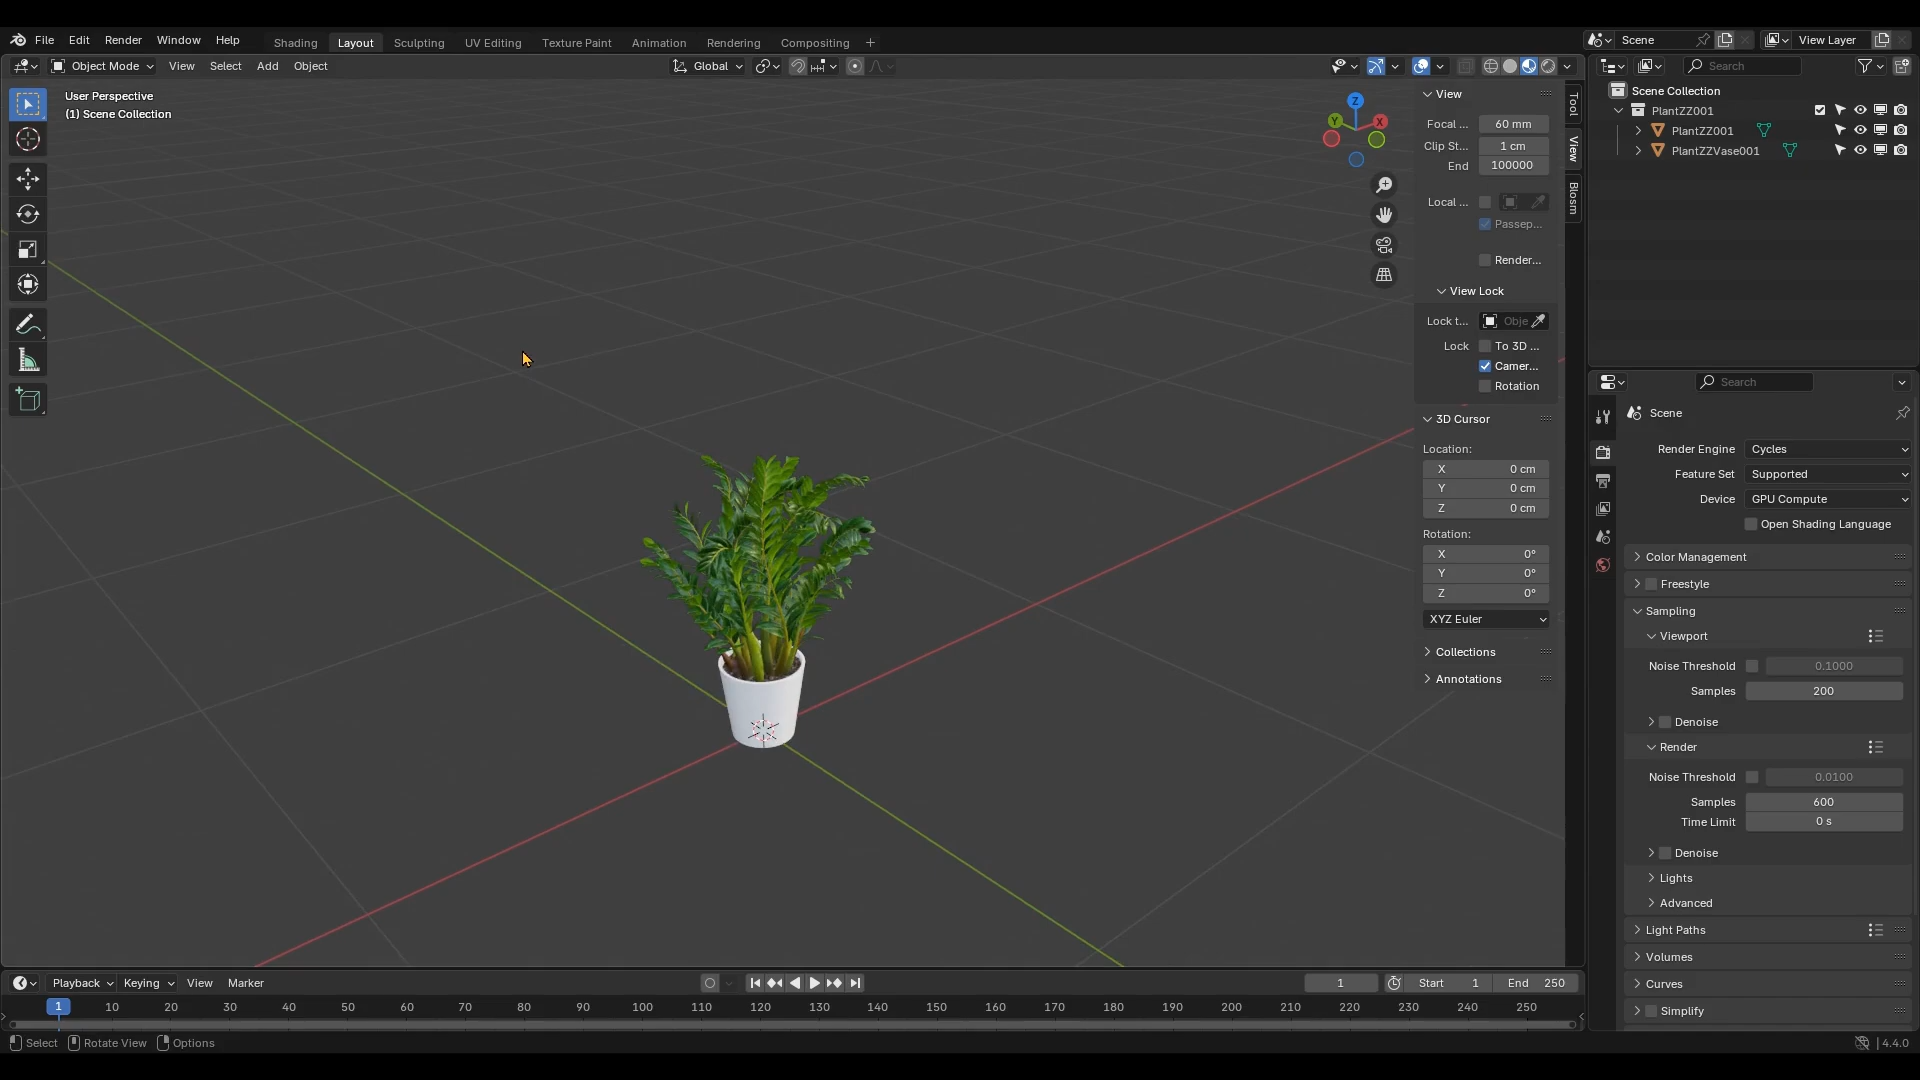 File Edit Render Window Help Shading Layout Sculpting UV Editing Texture Paint Animation Rendering Compositing + Scene View Layer
Object Mode View Select Add Object Global Search
User Perspective
(1) Scene Collection
Z
Y
X
View
Focal ... 60 mm
Clip St... 1 cm
End 100000
Local ...
Passep...
Render...
View Lock
Lock t... Obje
Lock To 3D ...
Camer...
Rotation
3D Cursor
Location:
X 0 cm
Y 0 cm
Z 0 cm
Rotation:
X 0°
Y 0°
Z 0°
XYZ Euler
Collections
Annotations
Tool
View
Blosm
Scene Collection
PlantZZ001
PlantZZ001
PlantZZVase001
Search
Scene
Render Engine Cycles
Feature Set Supported
Device GPU Compute
Open Shading Language
Color Management
Freestyle
Sampling
Viewport
Noise Threshold 0.1000
Samples 200
Denoise
Render
Noise Threshold 0.0100
Samples 600
Time Limit 0 s
Denoise
Lights
Advanced
Light Paths
Volumes
Curves
Simplify
Playback Keying View Marker 1 Start 1 End 250
1 10 20 30 40 50 60 70 80 90 100 110 120 130 140 150 160 170 180 190 200 210 220 230 240 250
Select Rotate View Options 4.4.0